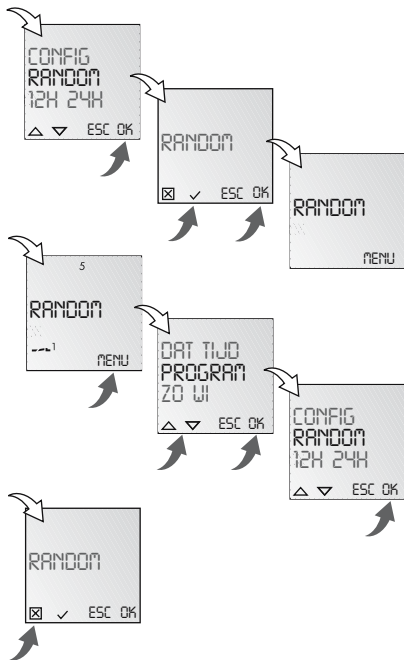 CONFIG
RANDOM
12H 24H
ESC OK
RANDOM
ESC OK
RANDOM
MENU
5
RANDOM
1
MENU
DAT TIJD
PROGRAM
ZO WI
ESC OK
CONFIG
RANDOM
12H 24H
ESC OK
RANDOM
ESC OK